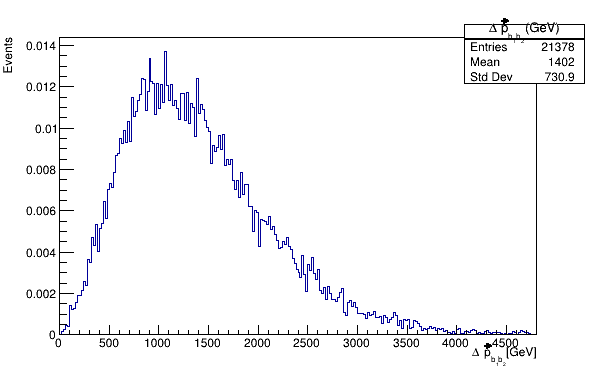 Δ p⃗ b₁b₂ (GeV)
Entries 21378
Mean 1402
Std Dev 730.9
Events
0.014
0.012
0.01
0.008
0.006
0.004
0.002
0
0 500 1000 1500 2000 2500 3000 3500 4000 4500
Δ p⃗ b₁b₂ [GeV]